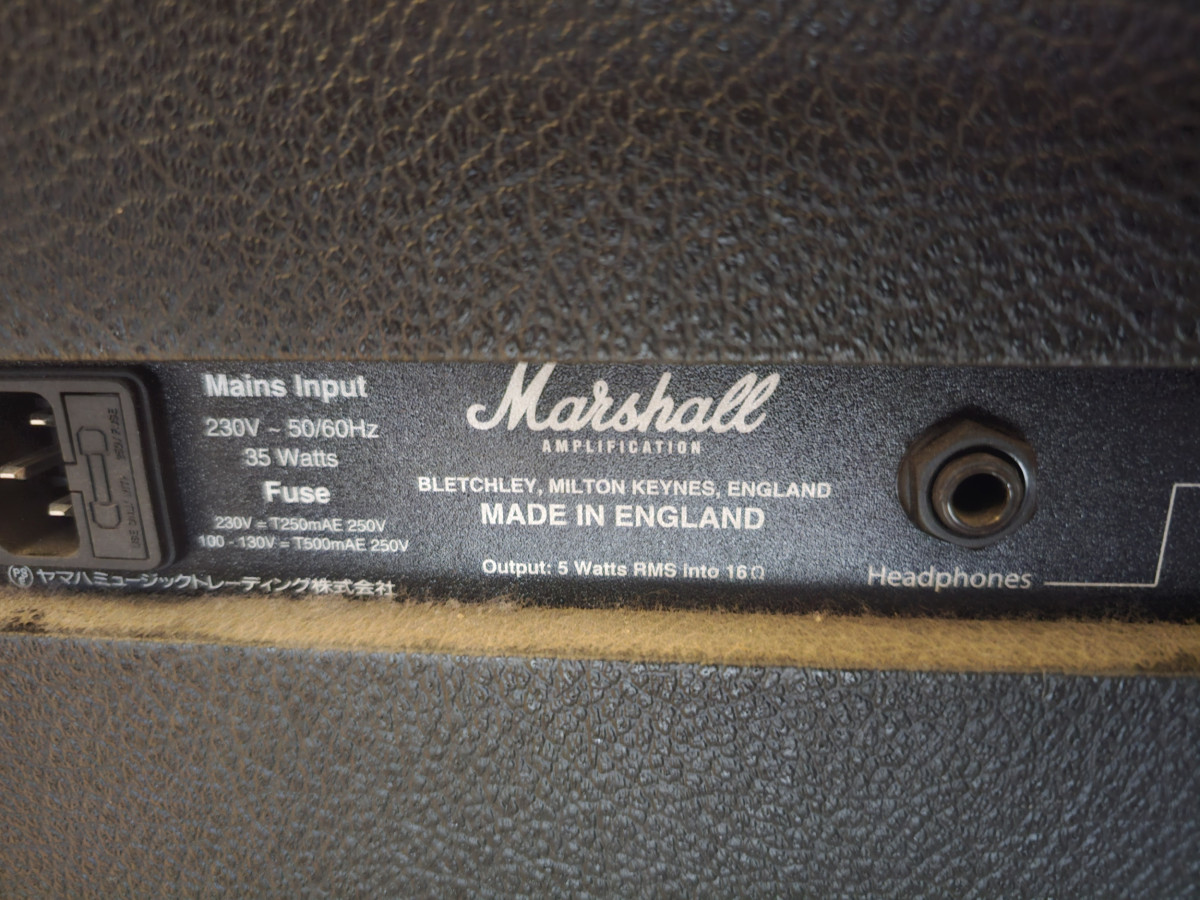 Mains Input
230V ~ 50/60Hz
35 Watts
Fuse
230V = T250mAE 250V
100 - 130V = T500mAE 250V
PSE ヤマハミュージックトレーディング株式会社
Marshall
AMPLIFICATION
BLETCHLEY, MILTON KEYNES, ENGLAND
MADE IN ENGLAND
Output: 5 Watts RMS Into 16Ω
Headphones